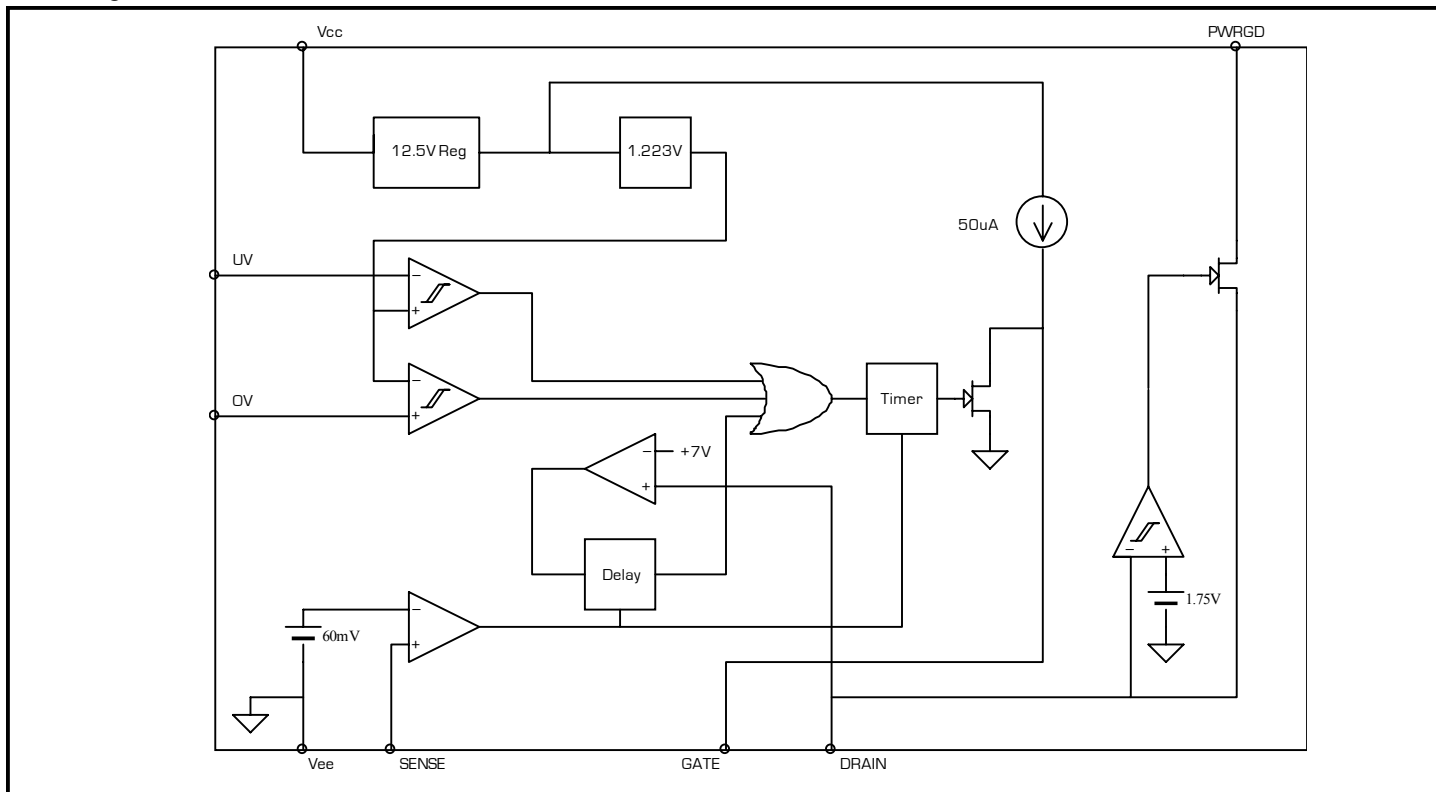 Vcc
PWRGD
12.5V Reg
1.223V
50uA
UV
−
+
OV
−
+
Timer
− +7V
+
Delay
− +
1.75V
−
60mV
+
Vee
SENSE
GATE
DRAIN